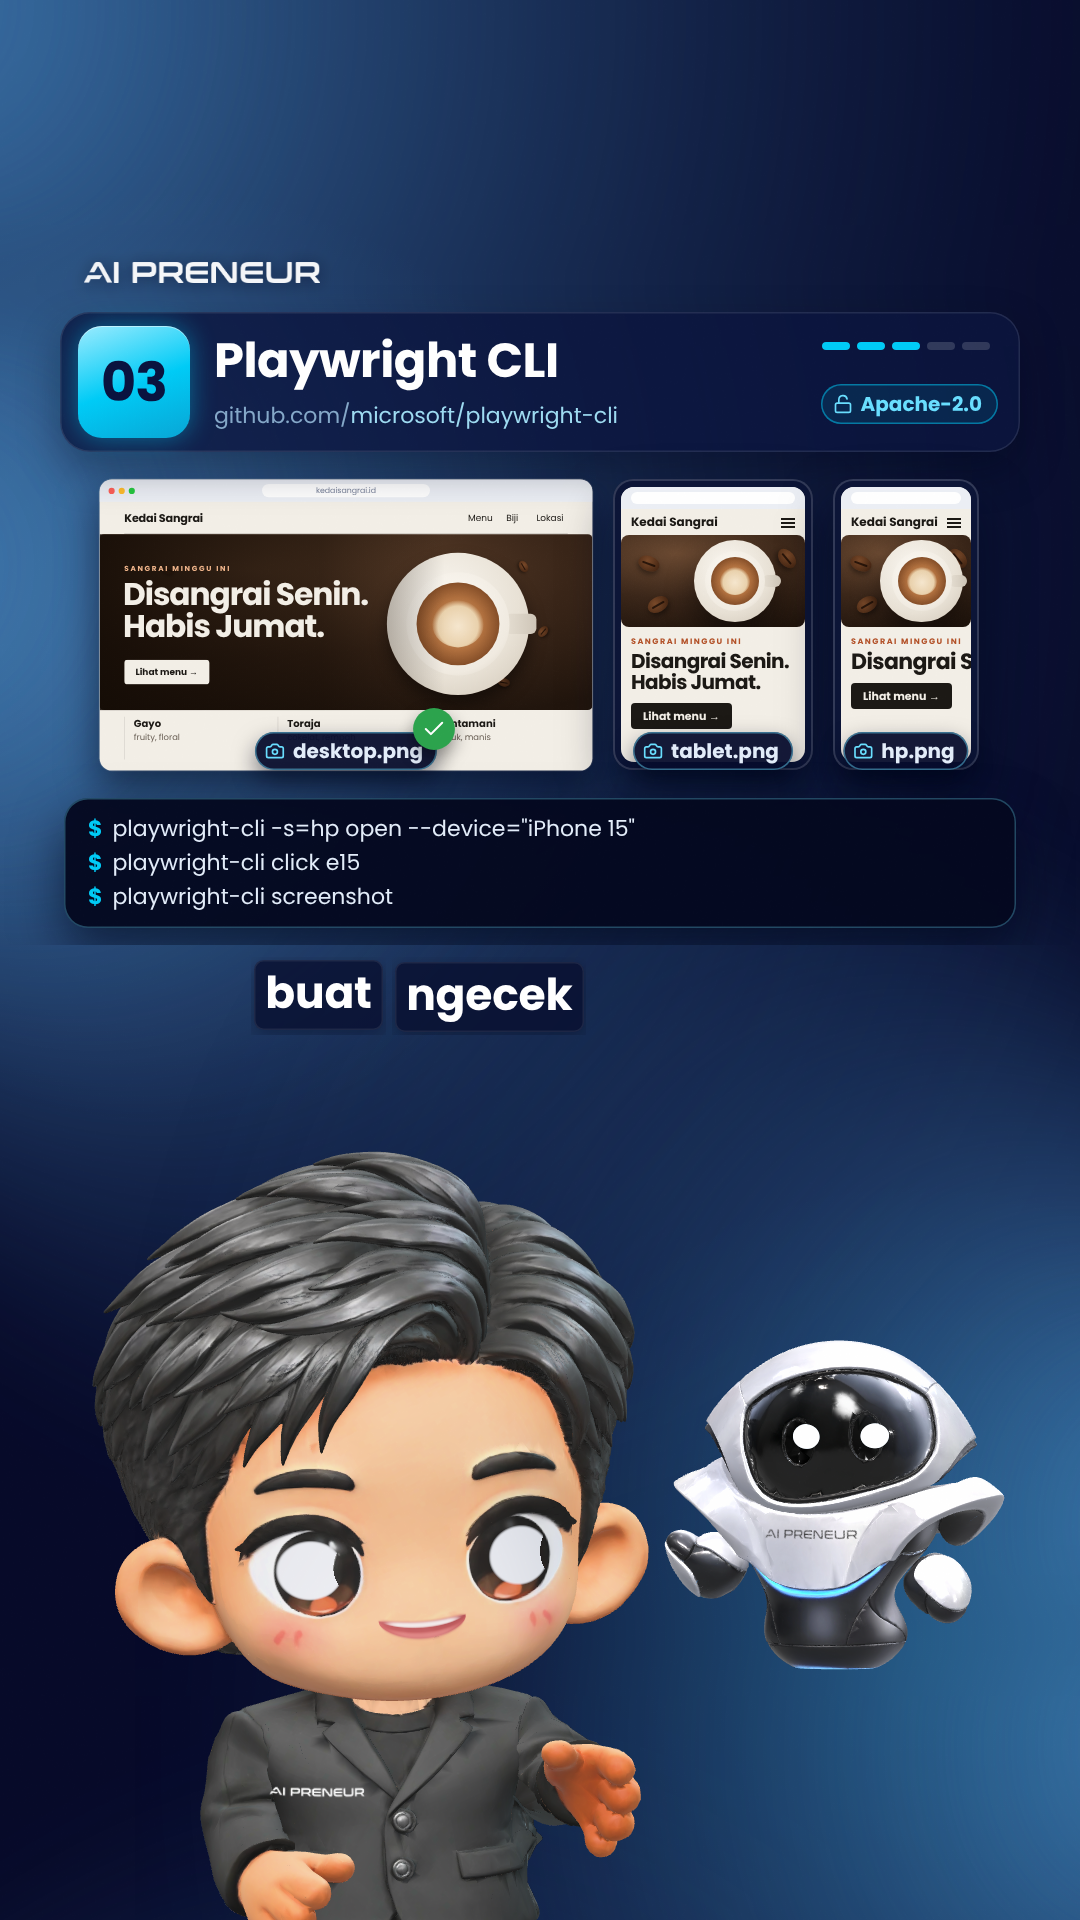 AI PRENEUR
03
Playwright CLI
github.com/microsoft/playwright-cli
Apache-2.0
kedaisangrai.id
Kedai Sangrai
Menu Biji Lokasi
SANGRAI MINGGU INI
Disangrai Senin.
Habis Jumat.
Lihat menu →
Gayo
fruity, floral
Toraja
ntamani
uk, manis
desktop.png
Kedai Sangrai
SANGRAI MINGGU INI
Disangrai Senin.
Habis Jumat.
Lihat menu →
tablet.png
Kedai Sangrai
SANGRAI MINGGU INI
Disangrai S
Lihat menu →
hp.png
$ playwright-cli -s=hp open --device="iPhone 15"
$ playwright-cli click e15
$ playwright-cli screenshot
buat ngecek
AI PRENEUR
AI PRENEUR